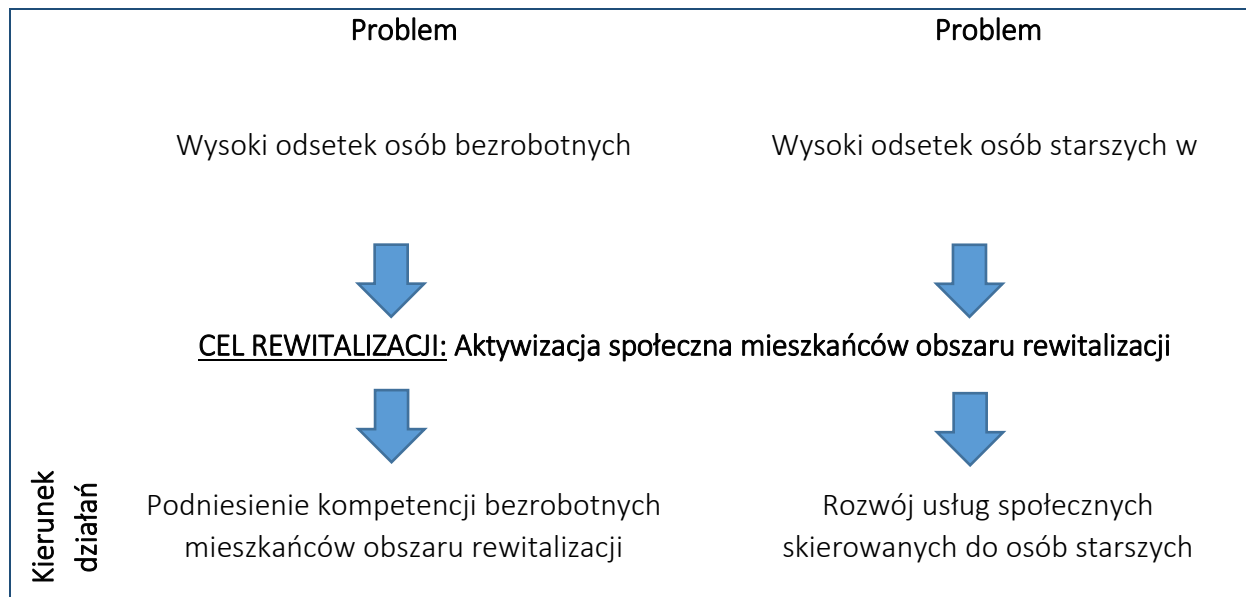 Problem
Problem
Wysoki odsetek osób bezrobotnych
Wysoki odsetek osób starszych w
CEL REWITALIZACJI: Aktywizacja społeczna mieszkańców obszaru rewitalizacji
Kierunek
działań
Podniesienie kompetencji bezrobotnych
mieszkańców obszaru rewitalizacji
Rozwój usług społecznych
skierowanych do osób starszych